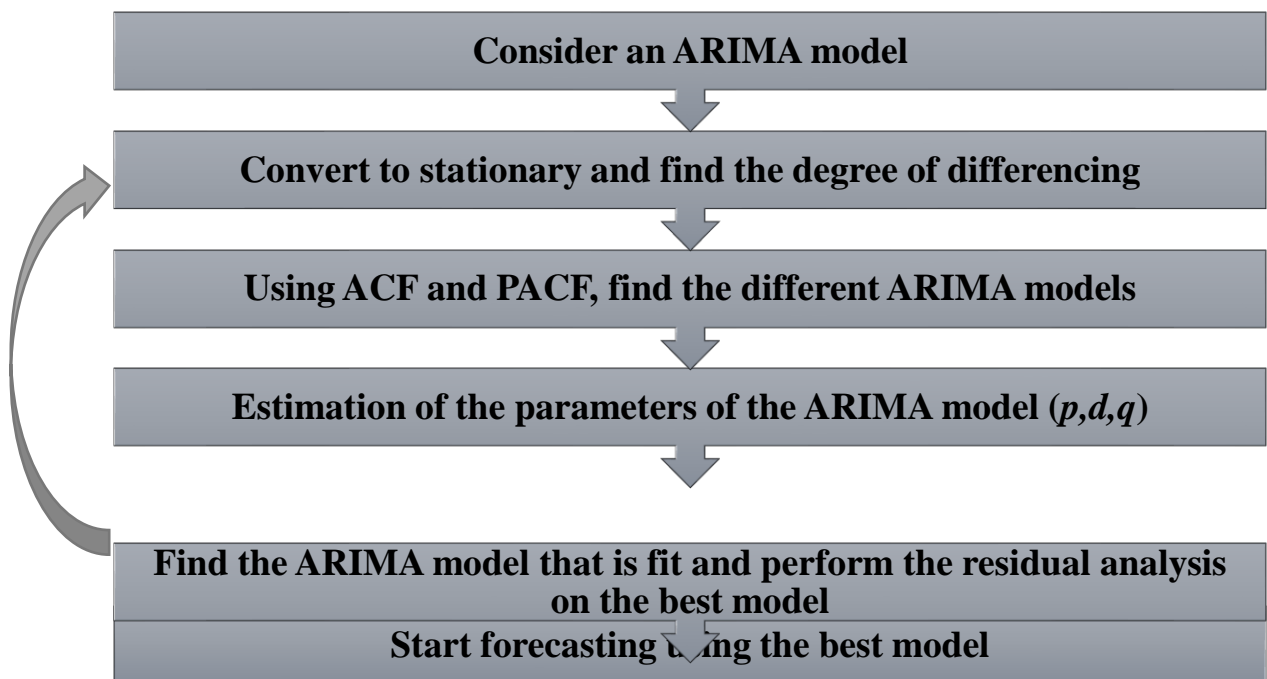 Consider an ARIMA model
Convert to stationary and find the degree of differencing
Using ACF and PACF, find the different ARIMA models
Estimation of the parameters of the ARIMA model (p,d,q)
Find the ARIMA model that is fit and perform the residual analysis
on the best model
Start forecasting using the best model